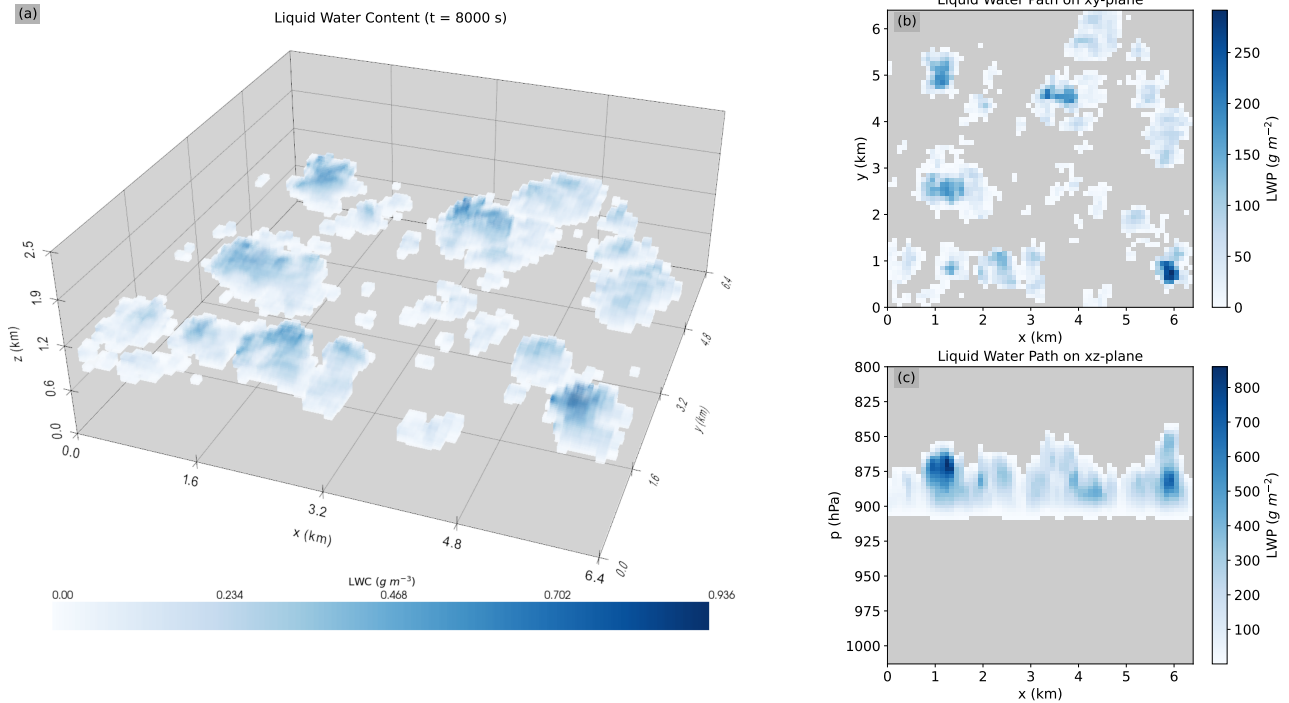 (a)
Liquid Water Content (t = 8000 s)
2.5
1.9
1.2
0.6
0.0
z (km)
0.0
1.6
3.2
4.8
6.4
x (km)
0.0
1.6
3.2
4.8
6.4
y (km)
LWC (g m⁻³)
0.00 0.234 0.468 0.702 0.936
Liquid Water Path on xy-plane
(b)
6
5
4
3
2
1
0
y (km)
0 1 2 3 4 5 6
x (km)
250
200
150
100
50
0
LWP (g m⁻²)
Liquid Water Path on xz-plane
(c)
800
825
850
875
900
925
950
975
1000
p (hPa)
0 1 2 3 4 5 6
x (km)
800
700
600
500
400
300
200
100
LWP (g m⁻²)